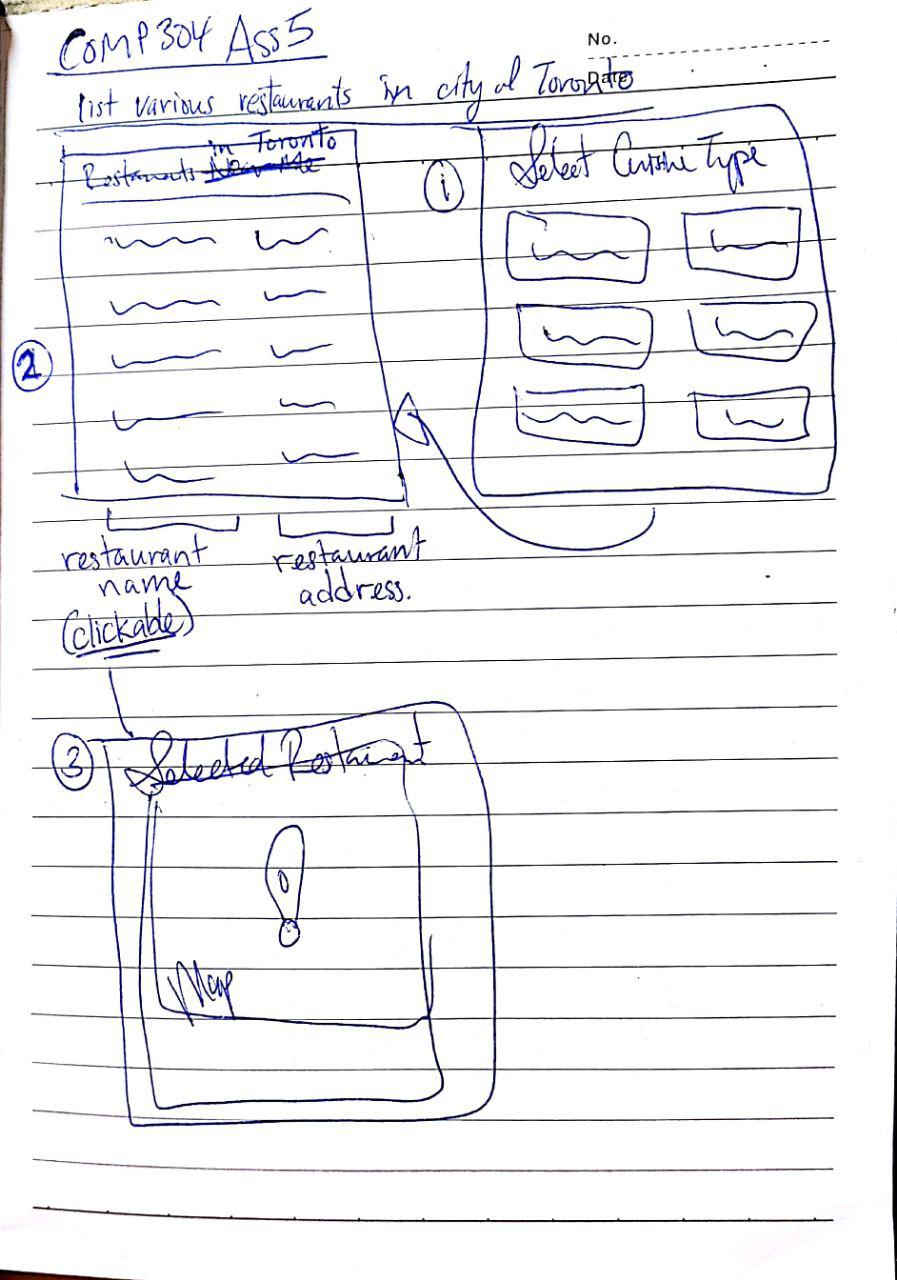 COMP304 Ass5
No.
Date
list various restaurants in city of Toronto
in Toronto
Restaurants Near Me
1
Select Cuisine Type
2
restaurant
name
(clickable)
restaurant
address.
3
Selected Restaurant
Map